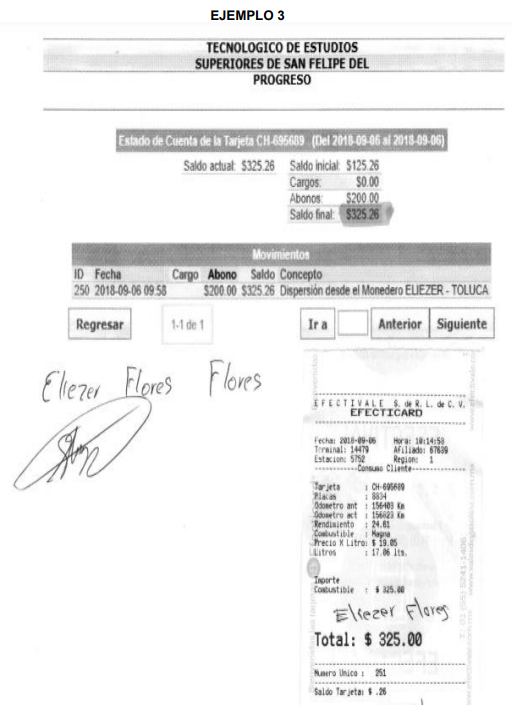 EJEMPLO 3
TECNOLOGICO DE ESTUDIOS
SUPERIORES DE SAN FELIPE DEL
PROGRESO
Estado de Cuenta de la Tarjeta CH-695689 (Del 2018-09-06 al 2018-09-06)
Saldo actual: $325.26 Saldo inicial: $125.26
Cargos: $0.00
Abonos: $200.00
Saldo final: $325.26
Movimientos
ID Fecha Cargo Abono Saldo Concepto
250 2018-09-06 09:58 $200.00 $325.26 Dispersión desde el Monedero ELIEZER - TOLUCA
Regresar 1-1 de 1 Ir a Anterior Siguiente
Eliezer Flores Flores
EFECTIVALE S. de R. L. de C. V.
EFECTICARD
Fecha: 2018-09-06 Hora: 10:14:53
Terminal: 14479 Afiliado: 67639
Estacion: 5752 Region: 1
Consumo Cliente
Tarjeta : CH-695689
Placas : 8834
Odometro ant : 156403 Km
Odometro act : 156823 Km
Rendimiento : 24.61
Combustible : Magna
Precio X Litro: $ 19.05
Litros : 17.06 lts.
Importe
Combustible : $ 325.00
Eliezer Flores
Total: $ 325.00
Numero Unico : 251
Saldo Tarjeta: $ .26